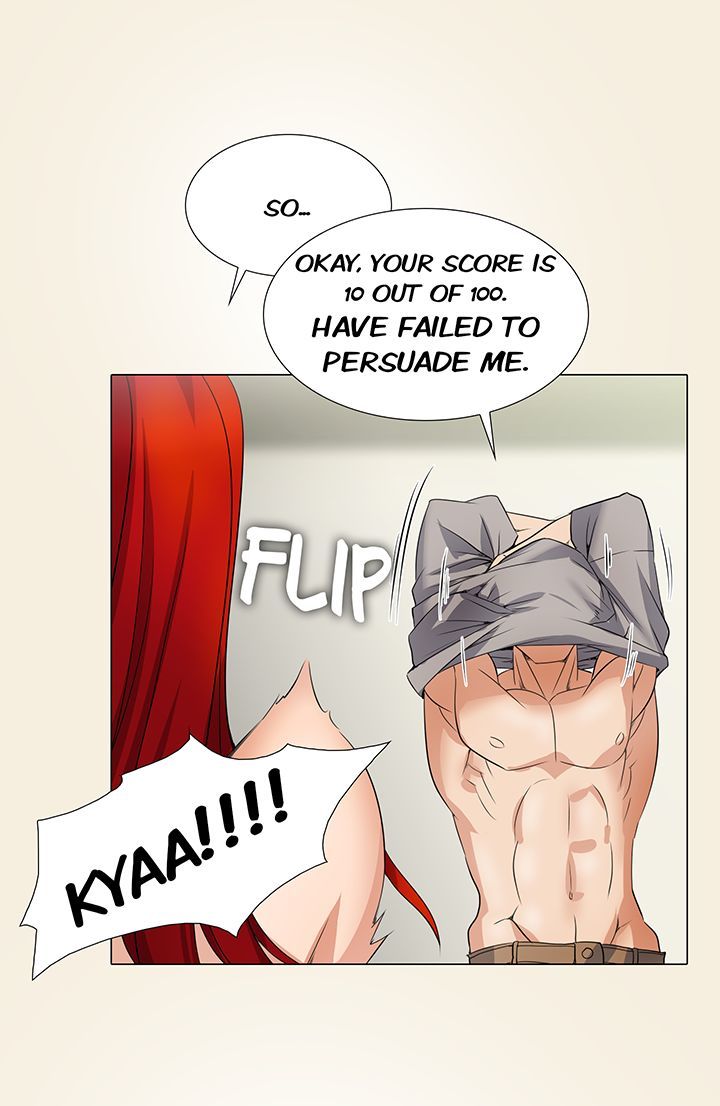 SO...
OKAY, YOUR SCORE IS
10 OUT OF 100.
HAVE FAILED TO
PERSUADE ME.
FLIP
KYAA!!!!